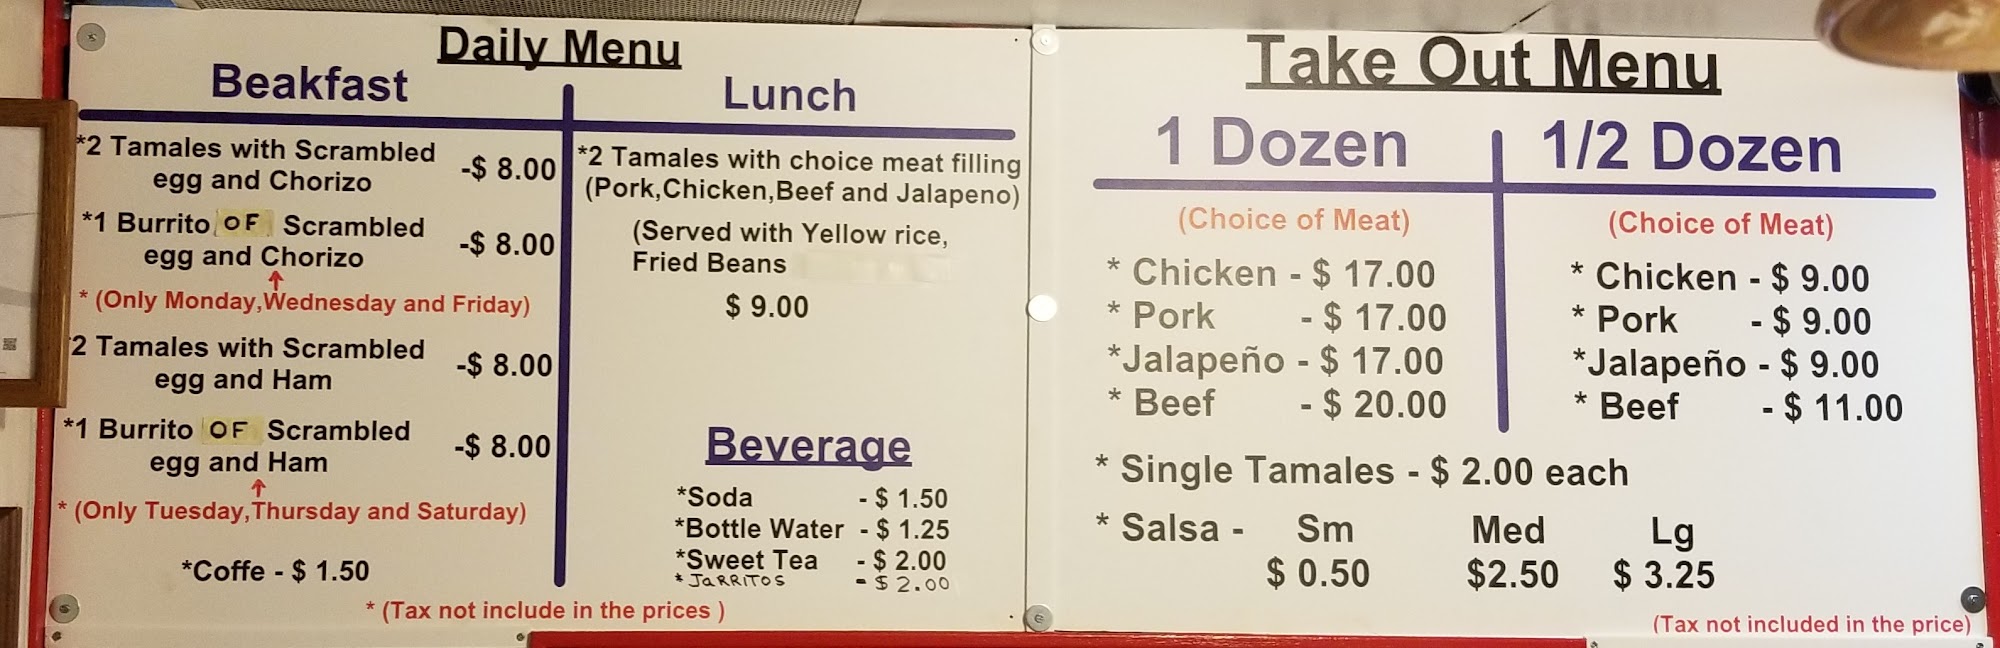 Daily Menu
Beakfast
*2 Tamales with Scrambled
egg and Chorizo
-$ 8.00
*1 Burrito OF Scrambled
egg and Chorizo
-$ 8.00
* (Only Monday,Wednesday and Friday)
*2 Tamales with Scrambled
egg and Ham
-$ 8.00
*1 Burrito OF Scrambled
egg and Ham
-$ 8.00
* (Only Tuesday,Thursday and Saturday)
*Coffe - $ 1.50
Lunch
*2 Tamales with choice meat filling
(Pork,Chicken,Beef and Jalapeno)
(Served with Yellow rice,
Fried Beans
$ 9.00
Beverage
*Soda - $ 1.50
*Bottle Water - $ 1.25
*Sweet Tea - $ 2.00
* JaRRITOS - $ 2.00
* (Tax not include in the prices )
Take Out Menu
1 Dozen
(Choice of Meat)
* Chicken - $ 17.00
* Pork - $ 17.00
*Jalapeño - $ 17.00
* Beef - $ 20.00
1/2 Dozen
(Choice of Meat)
* Chicken - $ 9.00
* Pork - $ 9.00
*Jalapeño - $ 9.00
* Beef - $ 11.00
* Single Tamales - $ 2.00 each
* Salsa - Sm Med Lg
$ 0.50 $2.50 $ 3.25
(Tax not included in the price)